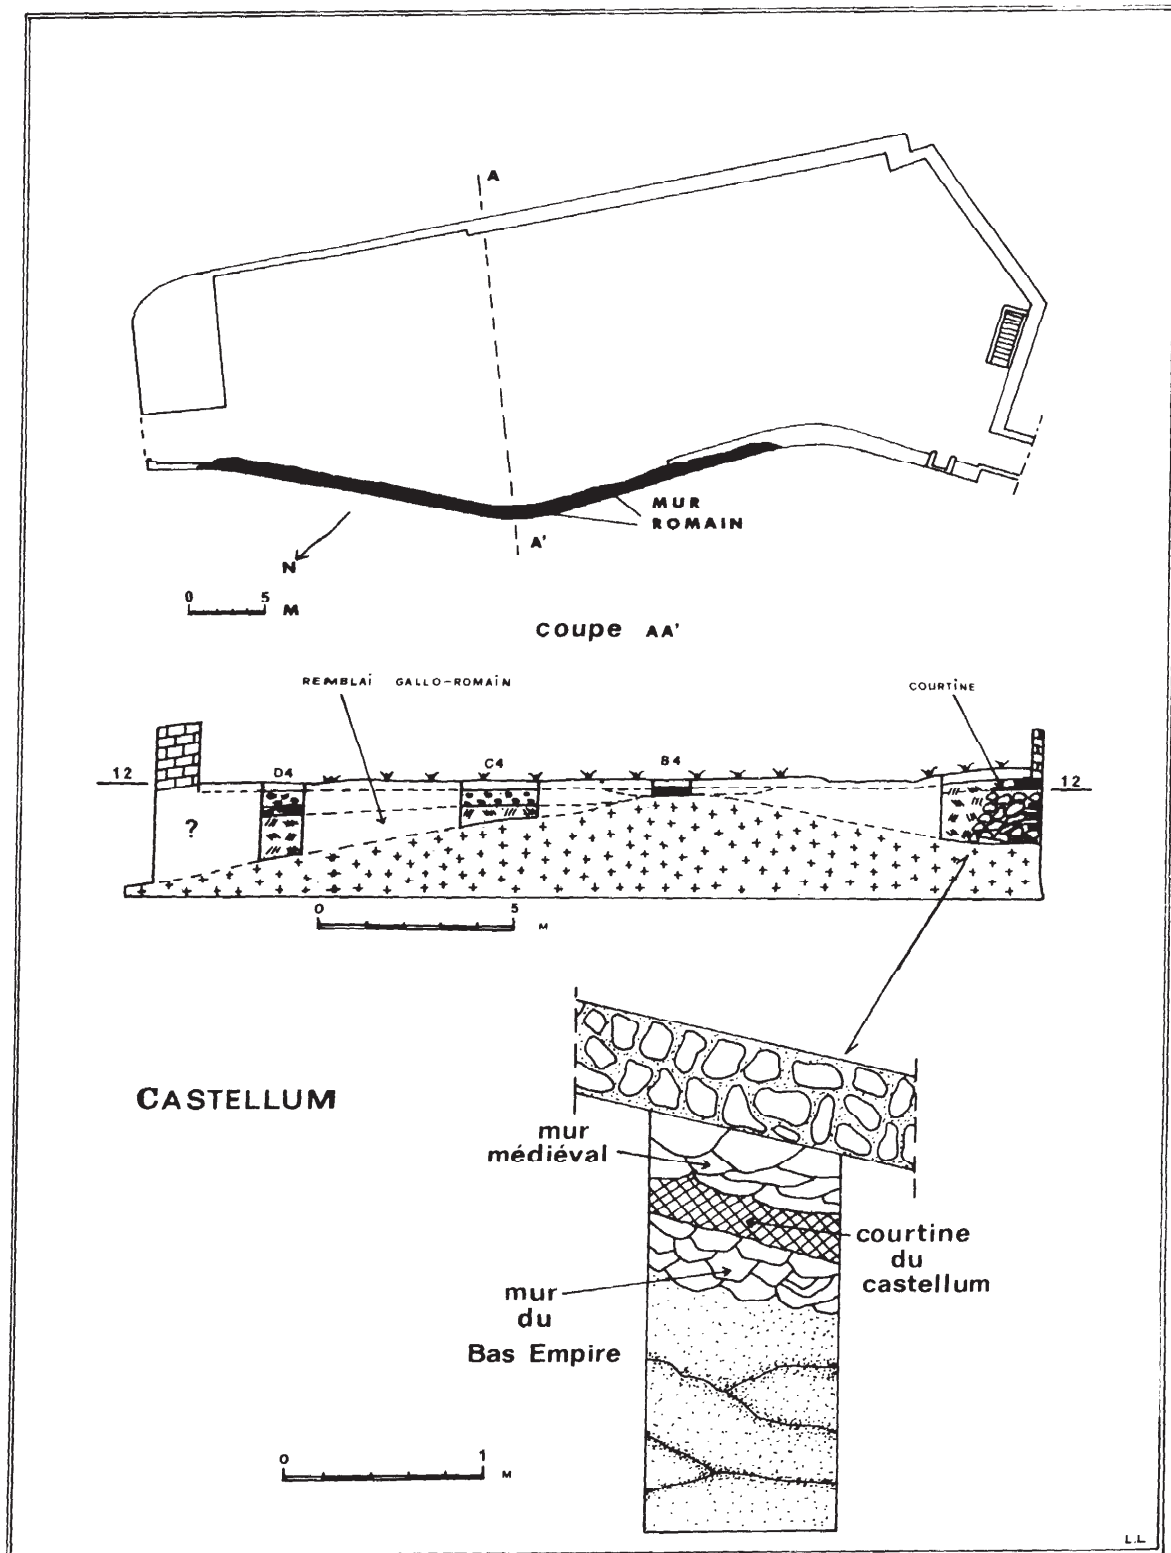 A
MUR
ROMAIN
A'
N
0 5
M
coupe AA'
REMBLAI GALLO-ROMAIN
COURTINE
12
D4
C4
B4
12
?
0 5
M
CASTELLUM
mur
médiéval
courtine
du
castellum
mur
du
Bas Empire
0 1
M
L.L